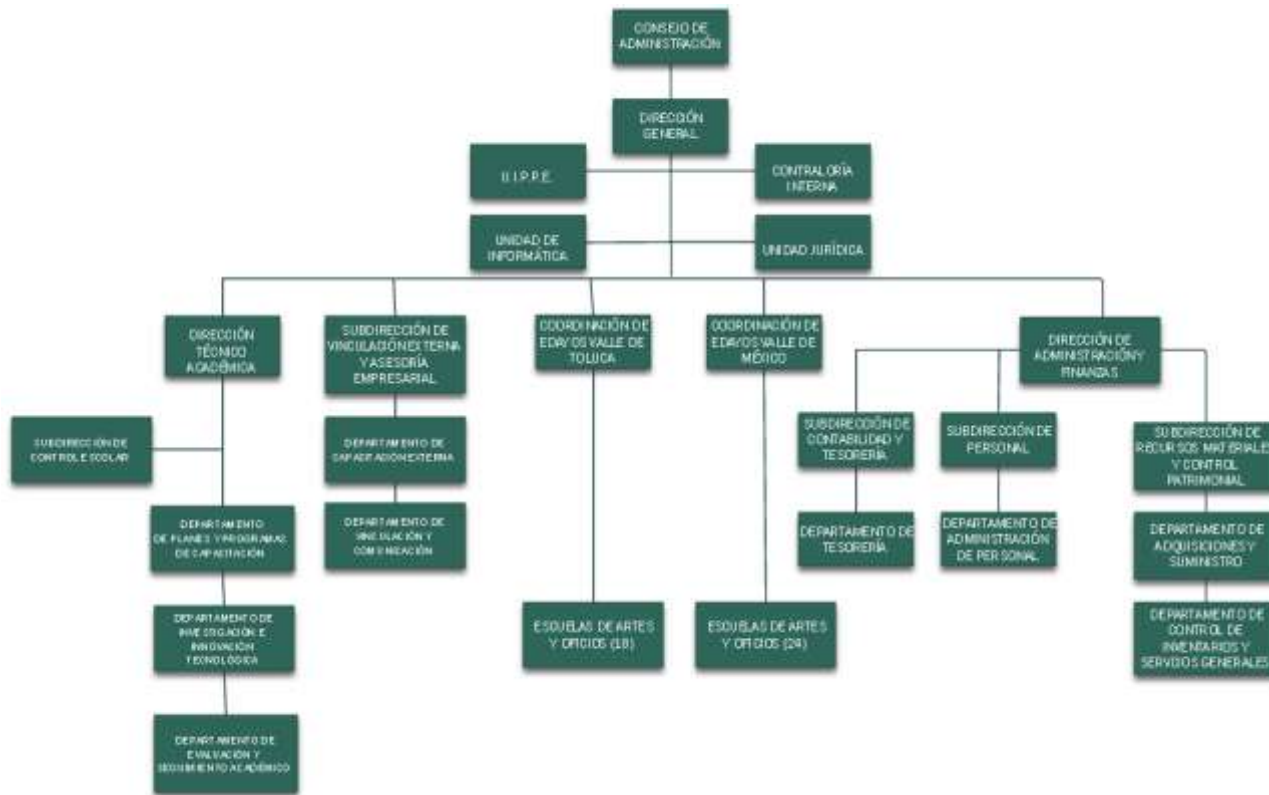 CONSEJO DE
ADMINISTRACIÓN
DIRECCIÓN
GENERAL
U.I.P.P.E.
CONTRALORÍA
INTERNA
UNIDAD DE
INFORMÁTICA
UNIDAD JURÍDICA
DIRECCIÓN
TÉCNICO
ACADÉMICA
SUBDIRECCIÓN DE
VINCULACIÓN EXTERNA
Y ASESORÍA
EMPRESARIAL
COORDINACIÓN DE
EDAYOS VALLE DE
TOLUCA
COORDINACIÓN DE
EDAYOS VALLE DE
MÉXICO
DIRECCIÓN DE
ADMINISTRACIÓN Y
FINANZAS
SUBDIRECCIÓN DE
CONTROL ESCOLAR
DEPARTAMENTO DE
CAPACITACIÓN EXTERNA
SUBDIRECCIÓN DE
CONTABILIDAD Y
TESORERÍA
SUBDIRECCIÓN DE
PERSONAL
SUBDIRECCIÓN DE
RECURSOS MATERIALES
Y CONTROL
PATRIMONIAL
DEPARTAMENTO
DE PLANES Y PROGRAMAS
DE CAPACITACIÓN
DEPARTAMENTO DE
VINCULACIÓN Y
COMUNICACIÓN
DEPARTAMENTO DE
TESORERÍA
DEPARTAMENTO DE
ADMINISTRACIÓN
DE PERSONAL
DEPARTAMENTO DE
ADQUISICIONES Y
SUMINISTRO
DEPARTAMENTO DE
INVESTIGACIÓN E
INNOVACIÓN
TECNOLÓGICA
ESCUELAS DE ARTES
Y OFICIOS (18)
ESCUELAS DE ARTES
Y OFICIOS (24)
DEPARTAMENTO DE
CONTROL DE
INVENTARIOS Y
SERVICIOS GENERALES
DEPARTAMENTO DE
EVALUACIÓN Y
SEGUIMIENTO ACADÉMICO